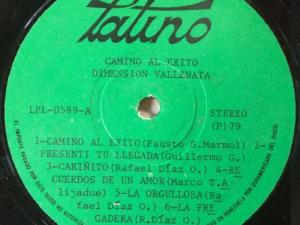 Latino
CAMINO AL EXITO
DIMENSION VALLENATA
LPL-0589-A
STEREO
(P)79
1-CAMINO AL EXITO(Fausto S.Marmol) 2-
PRESENTI TU LLEGADA(Guillermo G.)
3-CARIÑITO(Rafael Díaz O.) 4-RE
CUERDOS DE UN AMOR(Marco T.A
lijadue) 5-LA ORGULLOSA(Ra
fael Díaz O.) 6-LA FRE
GADERA(R.Díaz O.)